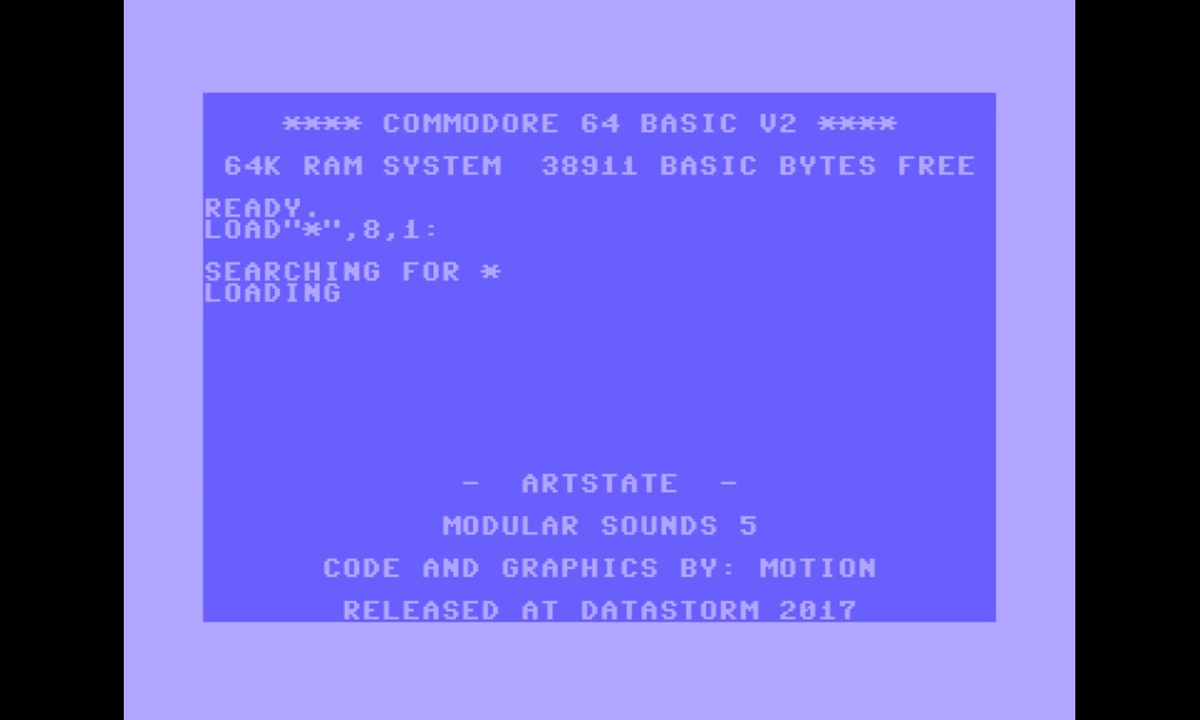 **** COMMODORE 64 BASIC V2 ****
64K RAM SYSTEM  38911 BASIC BYTES FREE
READY.
LOAD"*",8,1:
SEARCHING FOR *
LOADING
-  ARTSTATE  -
MODULAR SOUNDS 5
CODE AND GRAPHICS BY: MOTION
RELEASED AT DATASTORM 2017